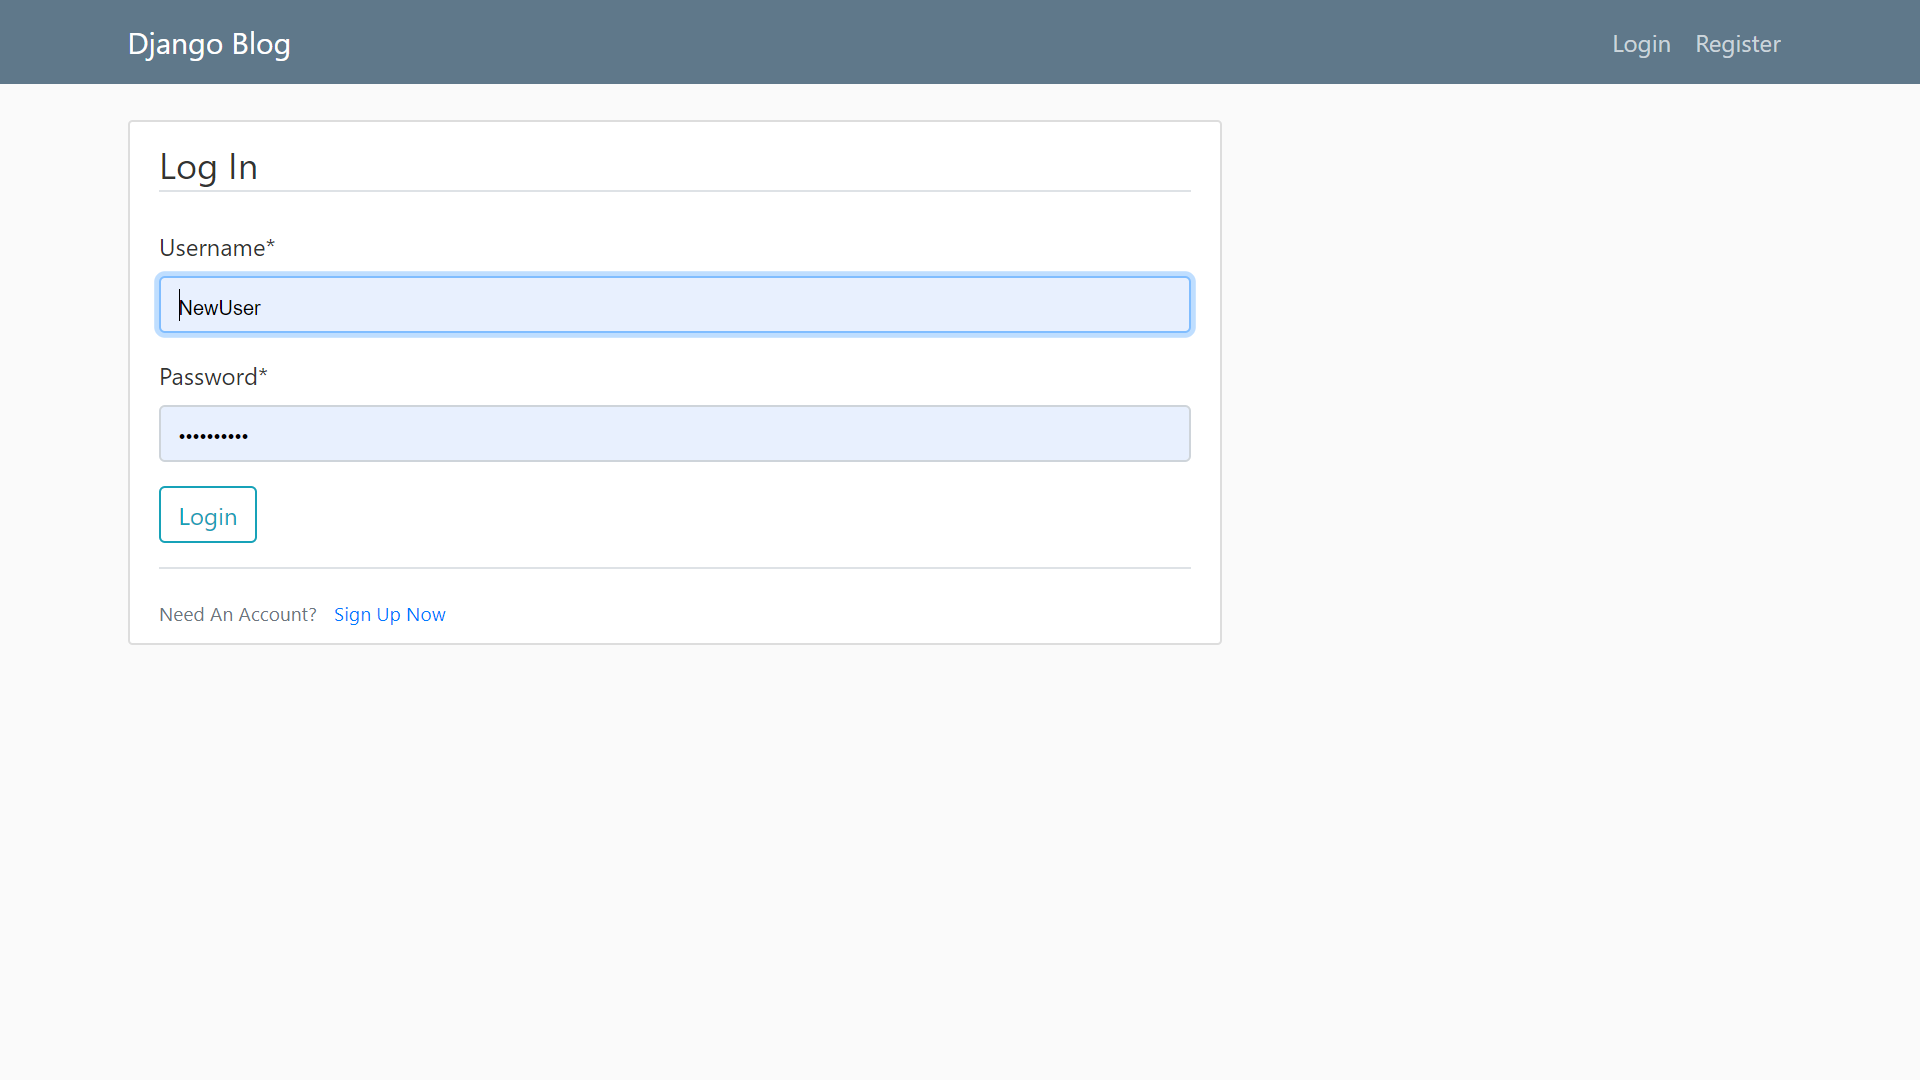 Django Blog
Login Register
Log In
Username*
NewUser
Password*
••••••••••
Login
Need An Account? Sign Up Now